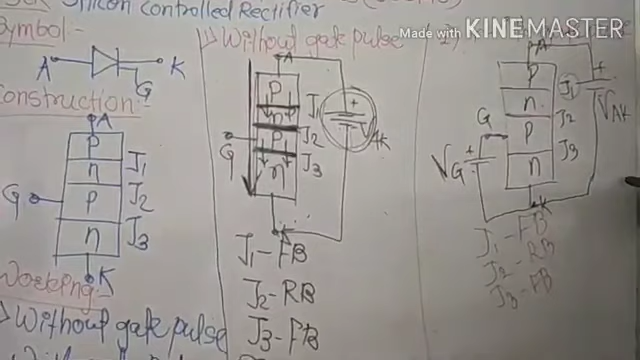 Silicon Controlled Rectifier
Symbol:-
A
K
G
Construction:-
A
P
n
P
n
J1
J2
J3
G
K
Working:-
Without gate pulse
1) Without gate pulse
A
P
n
P
n
J1
J2
J3
G
K
+
VAK
J1-FB
J2-RB
J3-FB
2)
Made with KINEMASTER
A
P
n
P
n
J1
J2
J3
G
+
VG
K
+
VAK
J1-FB
J2-RB
J3-FB